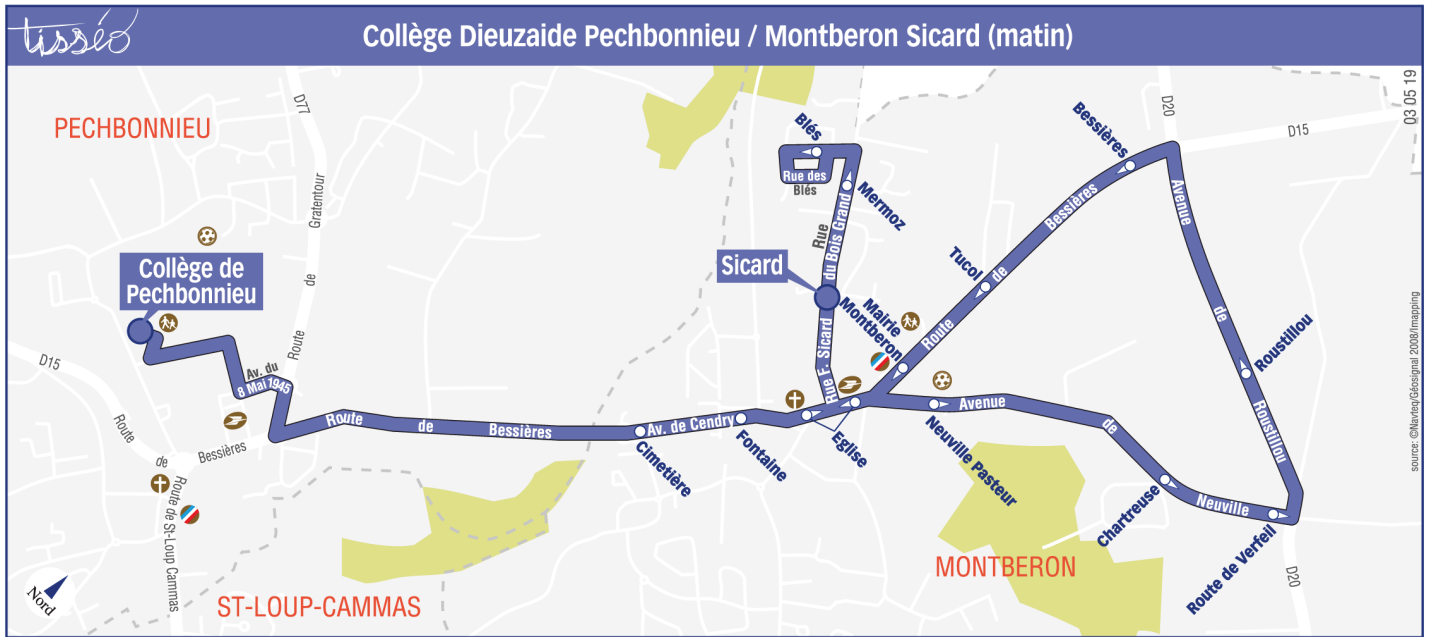 tisséo
Collège Dieuzaide Pechbonnieu / Montberon Sicard (matin)
03 05 19
PECHBONNIEU
D77
Route de Gratentour
Collège de
Pechbonnieu
D15
Route de Bessières
Route de St-Loup Cammas
Av. du
8 Mai 1945
Route de Bessières
Cimetière
Av. de Cendry
Fontaine
Eglise
Rue F. Sicard
Sicard
Rue du Bois Grand
Mermoz
Blés
Rue des
Blés
Mairie
Montberon
Route de Bessières
Tucol
Bessières
D20
D15
Avenue de Roustillou
Roustillou
Avenue de Neuville
Neuville Pasteur
Chartreuse
Route de Verfeil
D20
MONTBERON
ST-LOUP-CAMMAS
Nord
source: ©Navteq/Géosignal 2008/Imapping